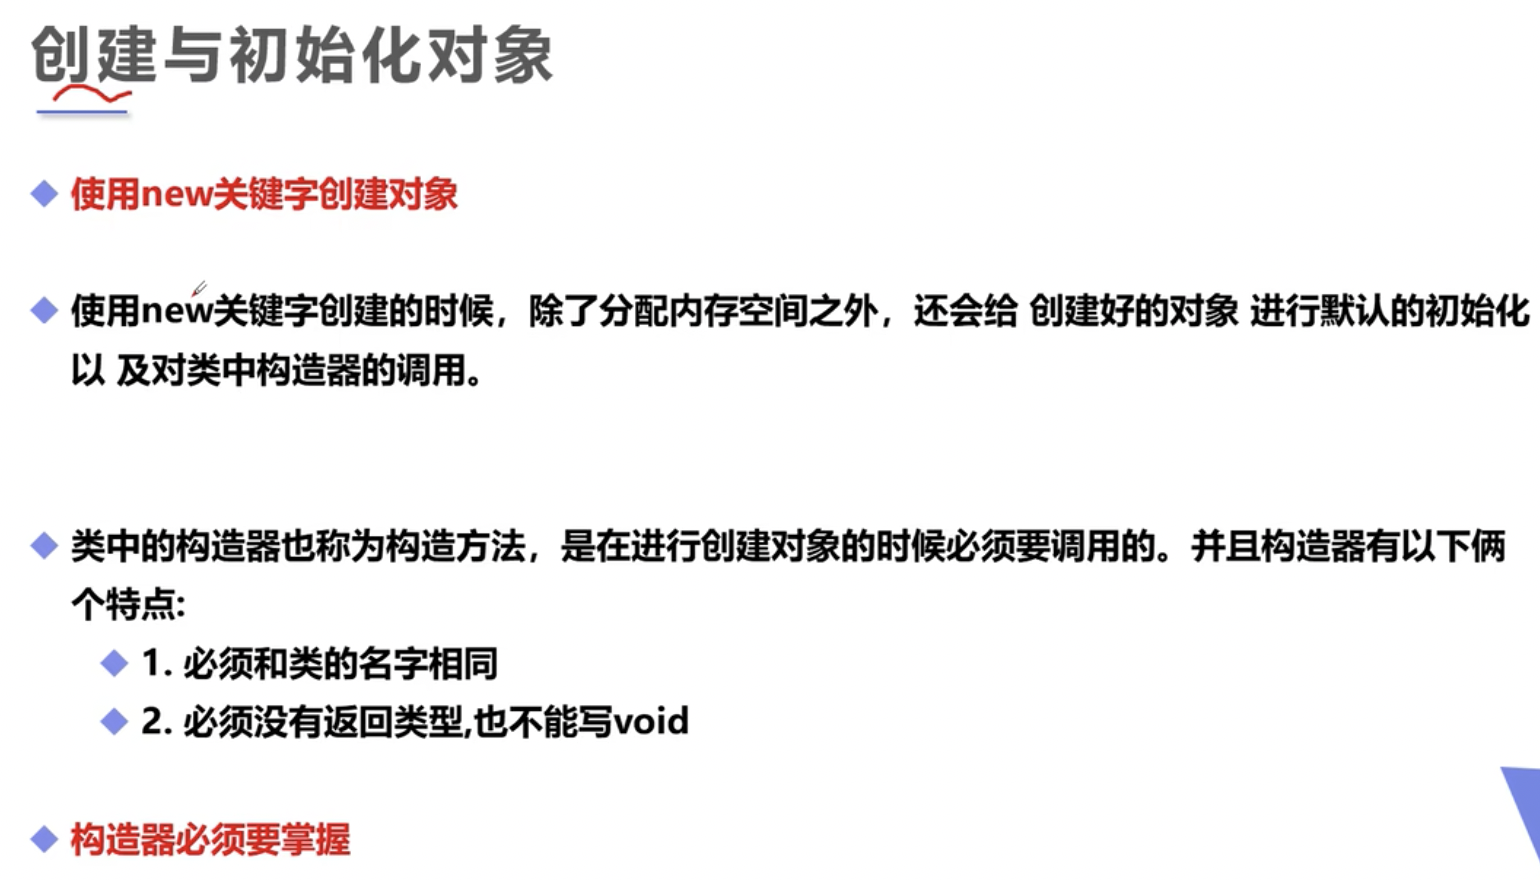 创建与初始化对象
使用new关键字创建对象
使用new关键字创建的时候，除了分配内存空间之外，还会给 创建好的对象 进行默认的初始化
以 及对类中构造器的调用。
类中的构造器也称为构造方法，是在进行创建对象的时候必须要调用的。并且构造器有以下俩
个特点:
1. 必须和类的名字相同
2. 必须没有返回类型,也不能写void
构造器必须要掌握